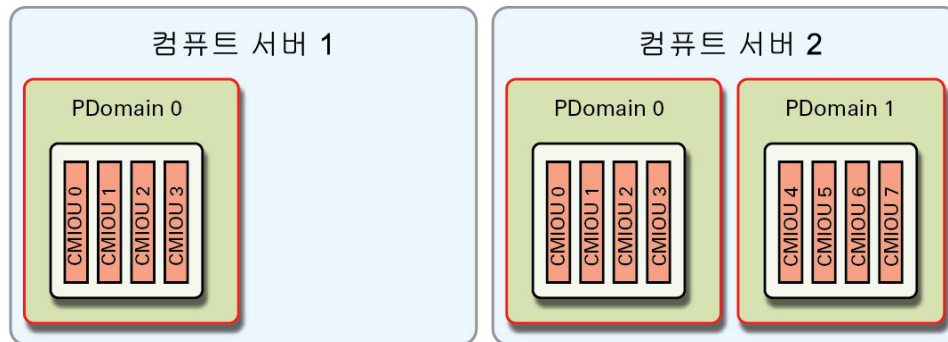 컴퓨트 서버 1
PDomain 0
CMIOU 0
CMIOU 1
CMIOU 2
CMIOU 3
컴퓨트 서버 2
PDomain 0
CMIOU 0
CMIOU 1
CMIOU 2
CMIOU 3
PDomain 1
CMIOU 4
CMIOU 5
CMIOU 6
CMIOU 7